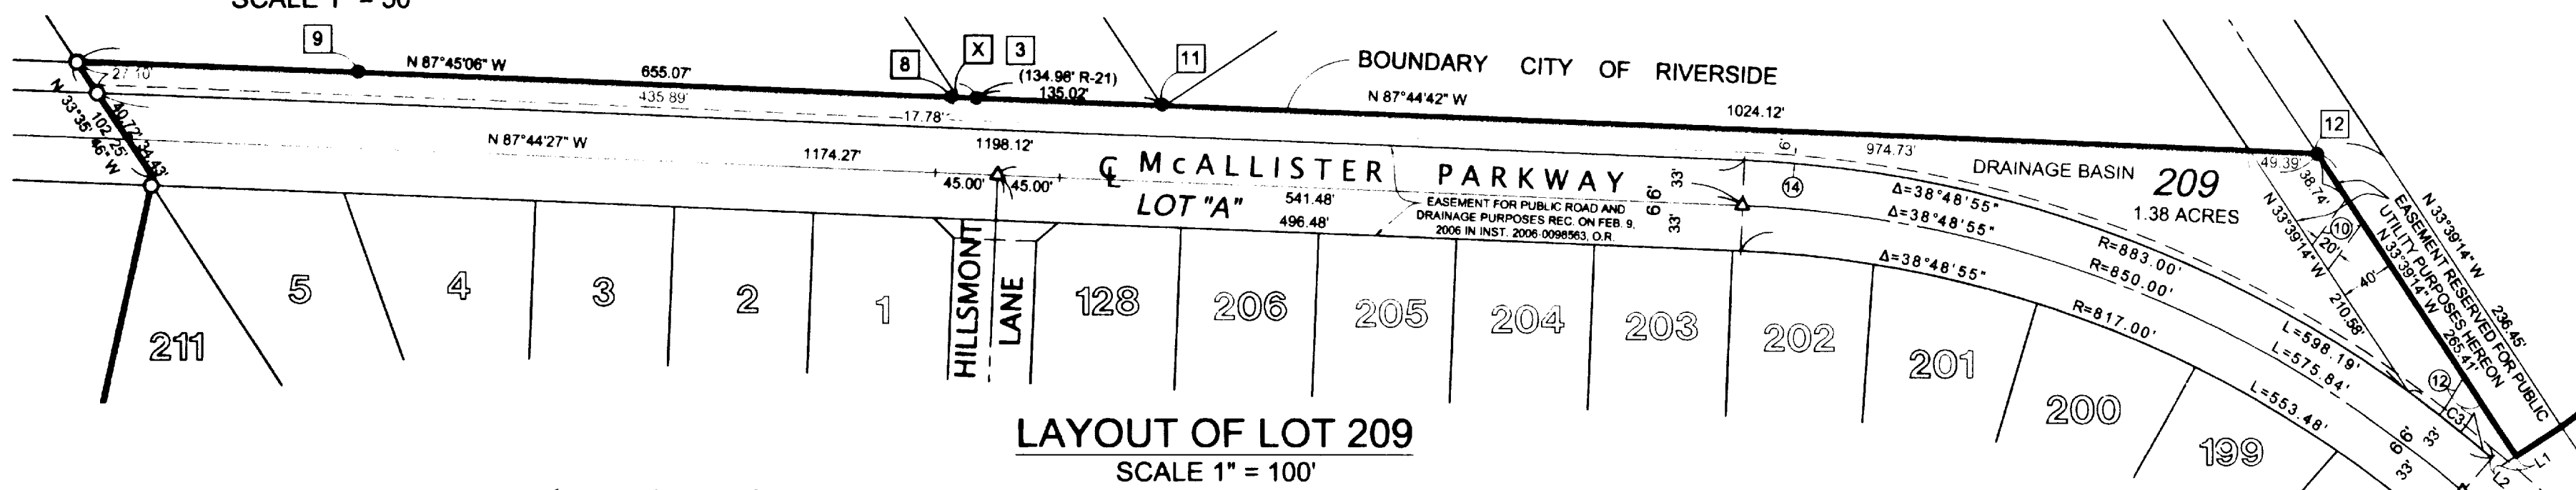 SCALE 1" = 50'
9
N 87°45'06" W
655.07'
8
X
3
(134.98' R-21)
135.02'
11
BOUNDARY CITY OF RIVERSIDE
N 87°44'42" W
1024.12'
12
27.10'
435.89'
17.78'
6'
974.73'
49.39'
N 33°35'46" W
102.25'
40.72'
34.43'
N 87°44'27" W
1174.27'
1198.12'
45.00'
45.00'
℄ McALLISTER PARKWAY
LOT "A"
541.48'
496.48'
EASEMENT FOR PUBLIC ROAD AND
DRAINAGE PURPOSES REC. ON FEB. 9,
2006 IN INST. 2006-0098563, O.R.
66'
33'
33'
14
DRAINAGE BASIN
209
1.38 ACRES
Δ=38°48'55"
Δ=38°48'55"
Δ=38°48'55"
R=883.00'
R=850.00'
R=817.00'
L=598.19'
L=575.84'
L=553.48'
38.74'
N 33°39'14" W
210.58'
20'
40'
10
EASEMENT RESERVED FOR PUBLIC
UTILITY PURPOSES HEREON
N 33°39'14" W
265.41'
N 33°39'14" W
236.45'
12
C3
L1
L2
66'
33'
33'
211
5
4
3
2
1
HILLSMONT
LANE
128
206
205
204
203
202
201
200
199
LAYOUT OF LOT 209
SCALE 1" = 100'